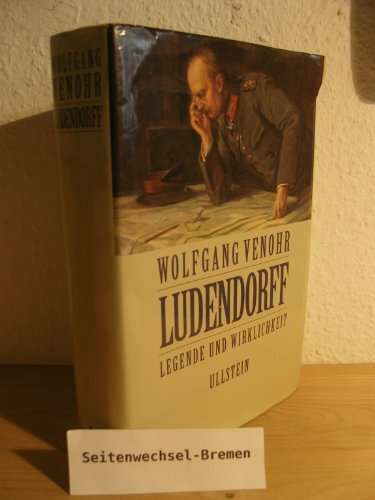 WOLFGANG
VENOHR
LUDENDORFF
WOLFGANG VENOHR
LUDENDORFF
LEGENDE UND WIRKLICHKEIT
ULLSTEIN
Seitenwechsel-Bremen